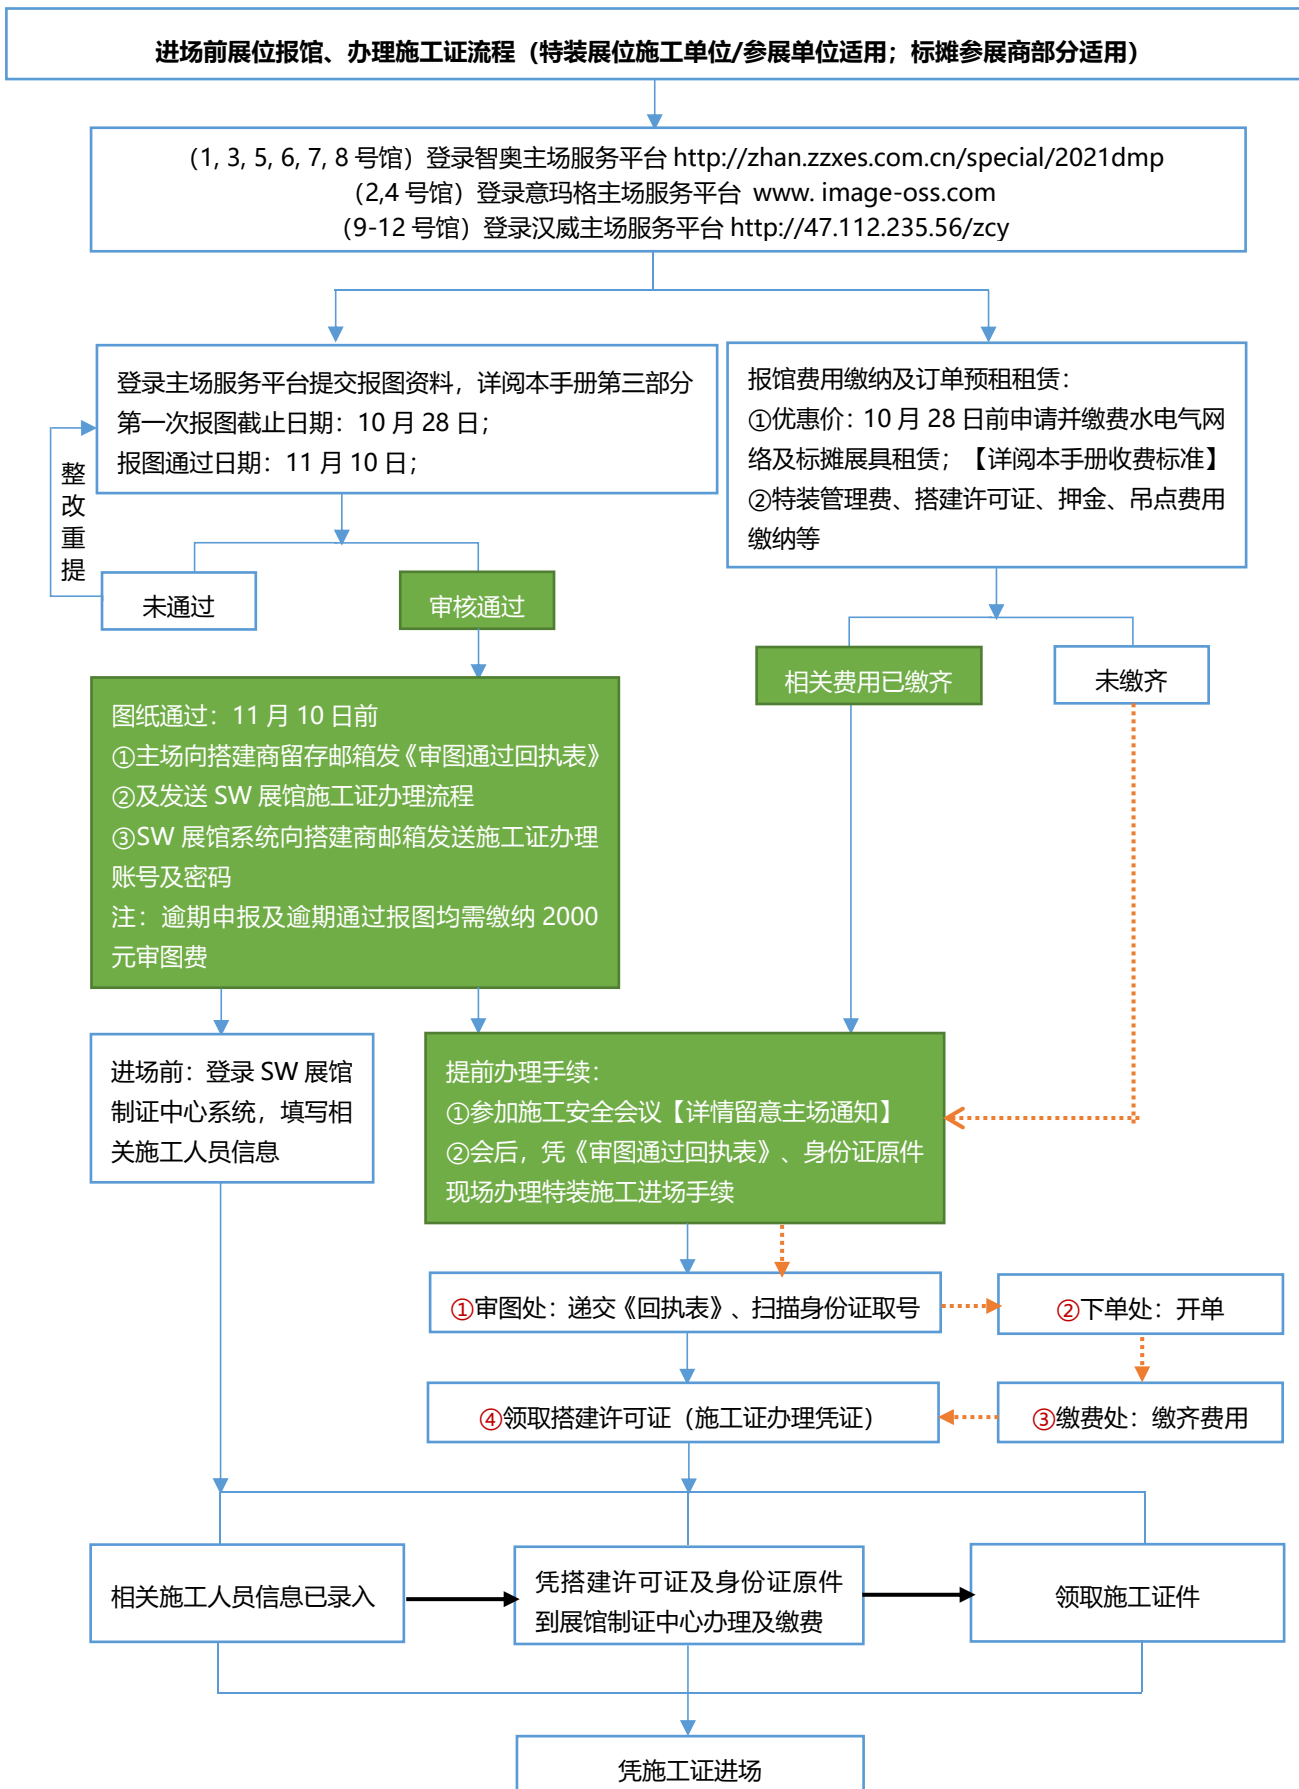 进场前展位报馆、办理施工证流程（特装展位施工单位/参展单位适用；标摊参展商部分适用）
（1, 3, 5, 6, 7, 8 号馆）登录智奥主场服务平台 http://zhan.zzxes.com.cn/special/2021dmp
（2,4 号馆）登录意玛格主场服务平台 www. image-oss.com
（9-12 号馆）登录汉威主场服务平台 http://47.112.235.56/zcy
登录主场服务平台提交报图资料，详阅本手册第三部分
第一次报图截止日期：10 月 28 日；
报图通过日期：11 月 10 日；
报馆费用缴纳及订单预租租赁：
①优惠价：10 月 28 日前申请并缴费水电气网
络及标摊展具租赁；【详阅本手册收费标准】
②特装管理费、搭建许可证、押金、吊点费用
缴纳等
整
改
重
提
未通过
审核通过
相关费用已缴齐
未缴齐
图纸通过：11 月 10 日前
①主场向搭建商留存邮箱发《审图通过回执表》
②及发送 SW 展馆施工证办理流程
③SW 展馆系统向搭建商邮箱发送施工证办理
账号及密码
注：逾期申报及逾期通过报图均需缴纳 2000
元审图费
进场前：登录 SW 展馆
制证中心系统，填写相
关施工人员信息
提前办理手续：
①参加施工安全会议【详情留意主场通知】
②会后，凭《审图通过回执表》、身份证原件
现场办理特装施工进场手续
①审图处：递交《回执表》、扫描身份证取号
②下单处：开单
④领取搭建许可证（施工证办理凭证）
③缴费处：缴齐费用
相关施工人员信息已录入
凭搭建许可证及身份证原件
到展馆制证中心办理及缴费
领取施工证件
凭施工证进场